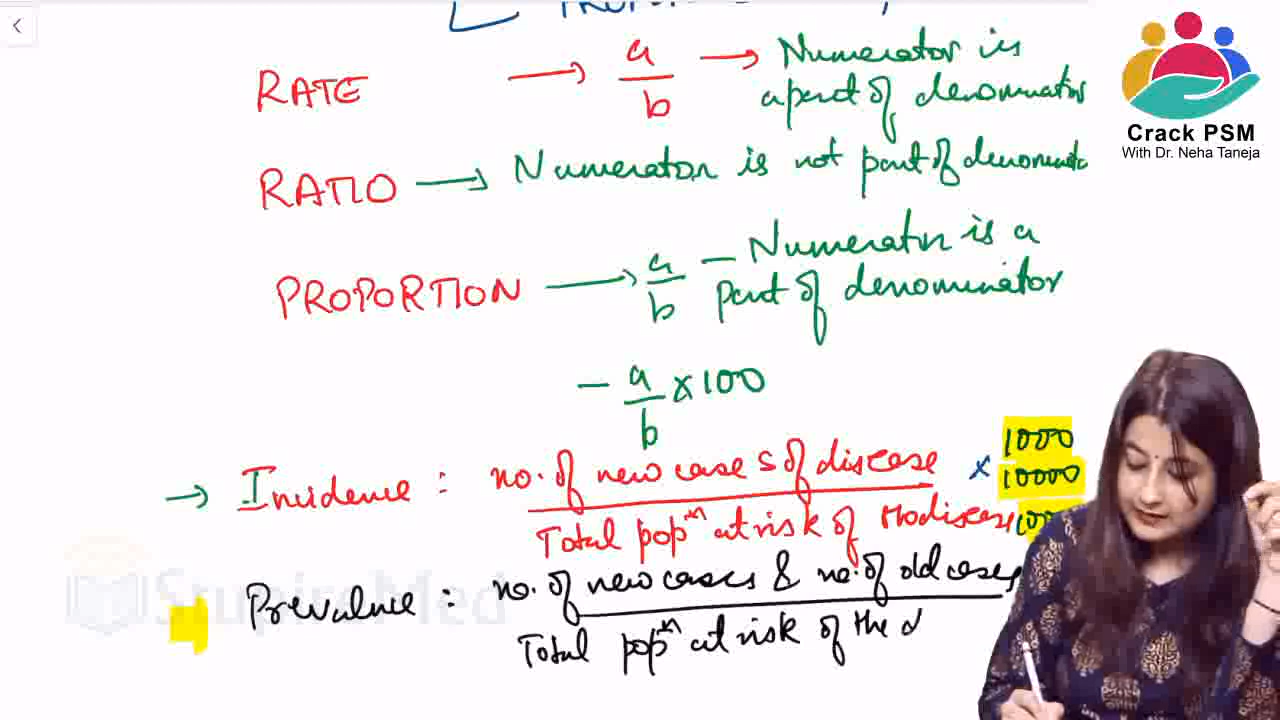 RATE → a/b → Numerator is
a part of denominator
RATIO → Numerator is not part of denominator
PROPORTION → a/b — Numerator is a
part of denominator
— a/b × 100
→ Incidence : no. of new cases of disease × 1000
10000
Total popⁿ at risk of the disease
Prevalence : no. of new cases & no. of old cases
Total popⁿ at risk of the d
Crack PSM
With Dr. Neha Taneja